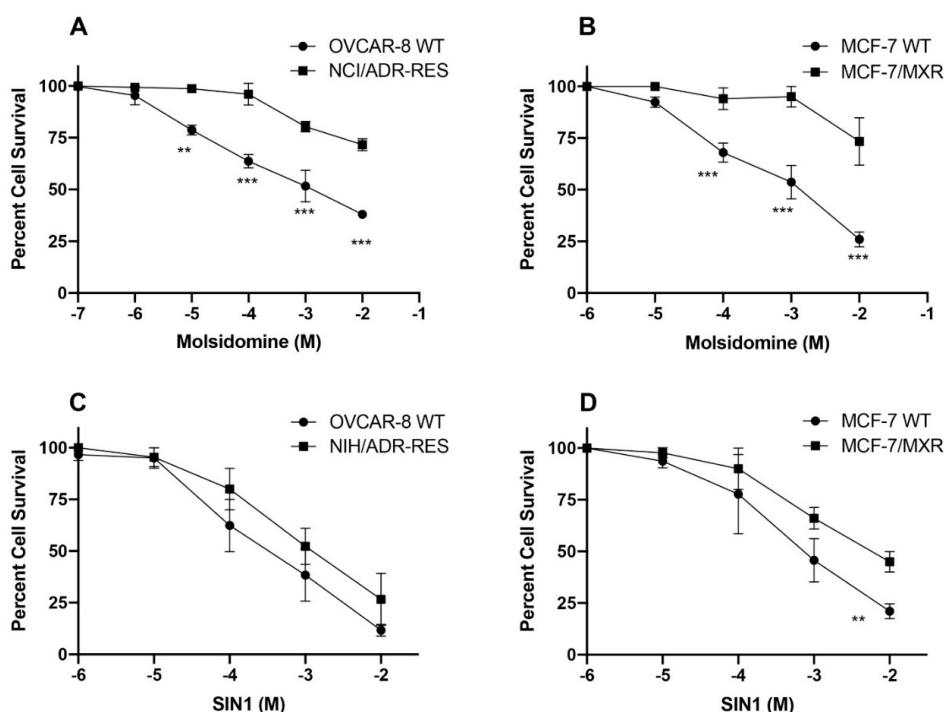 A
OVCAR-8 WT
NCI/ADR-RES
Percent Cell Survival
100
75
50
25
0
**
***
***
***
-7 -6 -5 -4 -3 -2 -1
Molsidomine (M)
B
MCF-7 WT
MCF-7/MXR
Percent Cell Survival
100
75
50
25
0
***
***
***
-6 -5 -4 -3 -2 -1
Molsidomine (M)
C
OVCAR-8 WT
NIH/ADR-RES
Percent Cell Survival
100
75
50
25
0
-6 -5 -4 -3 -2
SIN1 (M)
D
MCF-7 WT
MCF-7/MXR
Percent Cell Survival
100
75
50
25
0
**
-6 -5 -4 -3 -2
SIN1 (M)